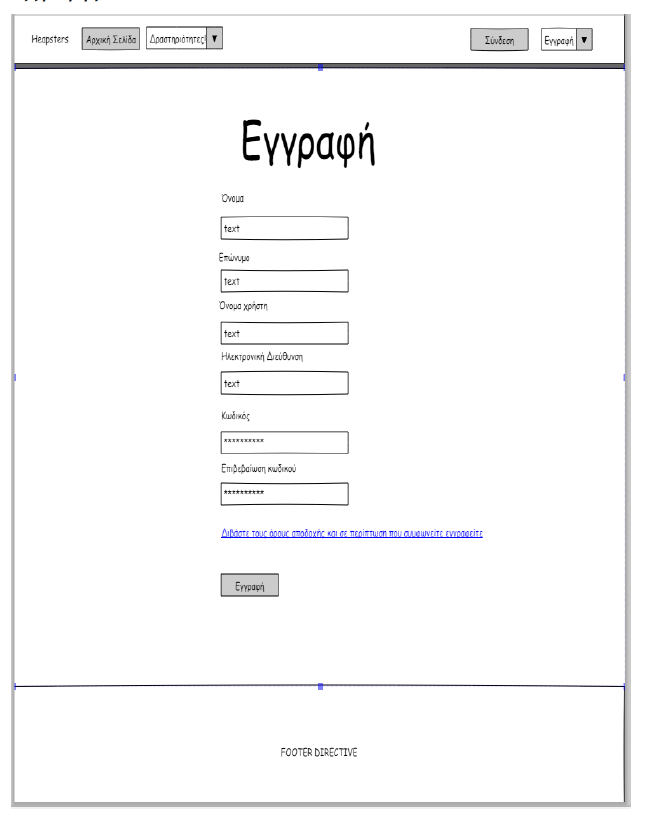 Heapsters
Αρχική Σελίδα
Δραστηριότητες
Σύνδεση
Εγγραφή
Εγγραφή
Όνομα
text
Επώνυμο
text
Όνομα χρήστη
text
Ηλεκτρονική Διεύθυνση
text
Κωδικός
**********
Επιβεβαίωση κωδικού
**********
Διβάστε τους όρους αποδοχής και σε περίπτωση που συμφωνείτε εγγραφείτε
Εγγραφή
FOOTER DIRECTIVE